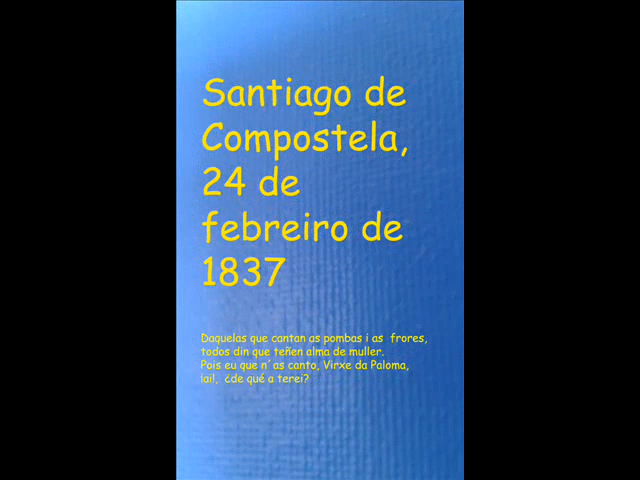 Santiago de
Compostela,
24 de
febreiro de
1837
Daquelas que cantan as pombas i as frores,
todos din que teñen alma de muller.
Pois eu que n´as canto, Virxe da Paloma,
¡ai!, ¿de qué a terei?